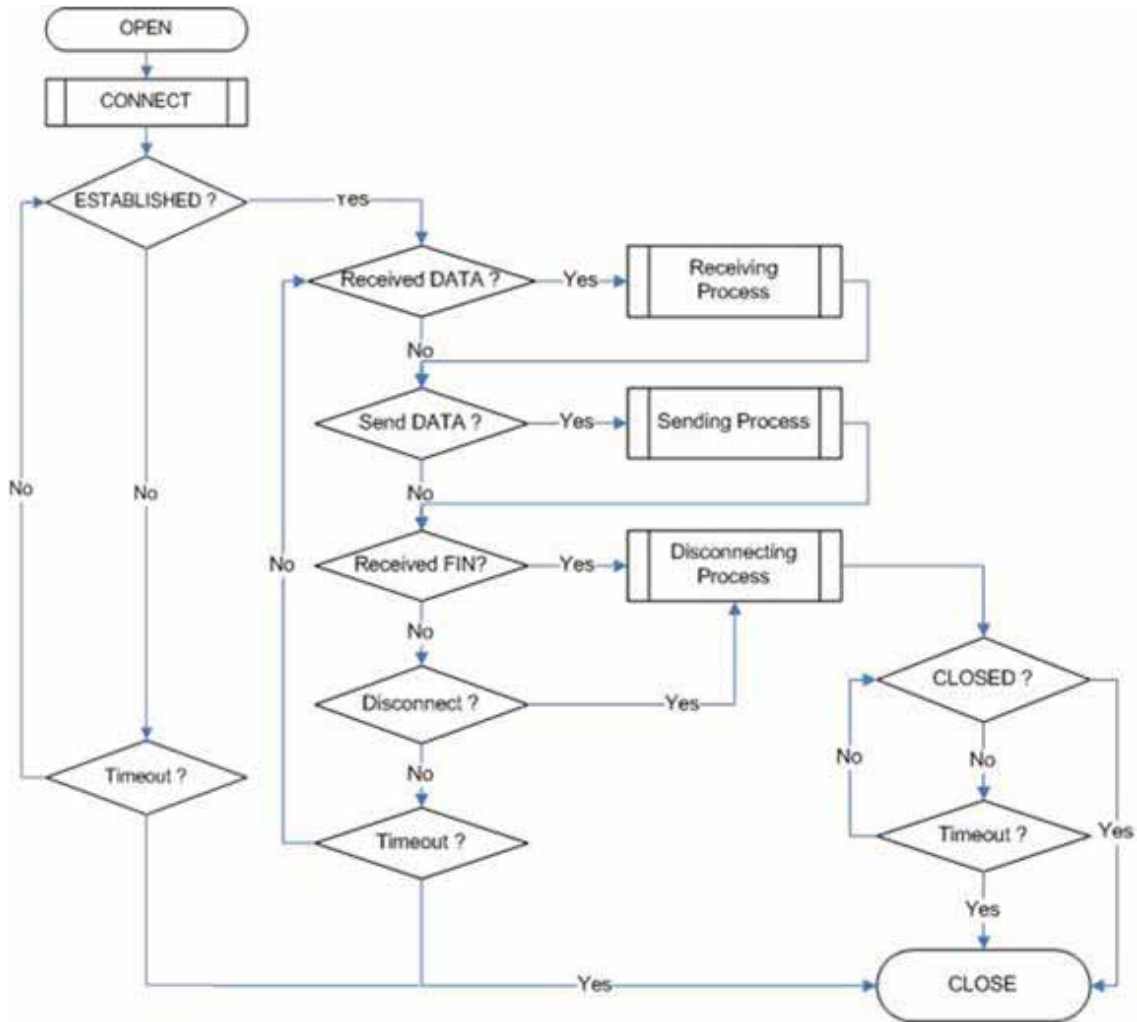 OPEN
CONNECT
ESTABLISHED ?
Yes
Received DATA ?
Yes
Receiving
Process
No
Send DATA ?
Yes
Sending Process
No
No
No
Received FIN?
Yes
Disconnecting
Process
No
No
CLOSED ?
Disconnect ?
Yes
Timeout ?
No
No
No
Timeout ?
Timeout ?
Yes
Yes
Yes
CLOSE